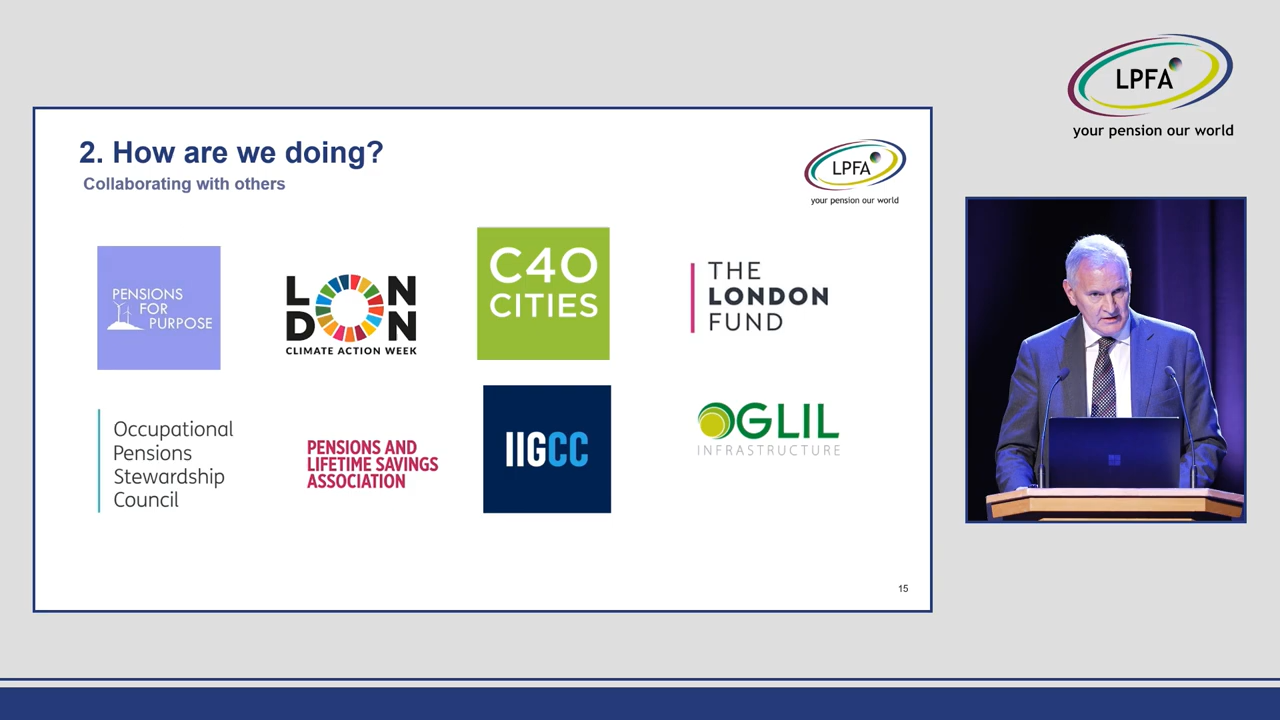 2. How are we doing?
Collaborating with others
LPFA
your pension our world
PENSIONS
FOR
PURPOSE
LONDON
CLIMATE ACTION WEEK
C40
CITIES
THE
LONDON
FUND
Occupational
Pensions
Stewardship
Council
PENSIONS AND
LIFETIME SAVINGS
ASSOCIATION
IIGCC
GLIL
INFRASTRUCTURE
15
LPFA
your pension our world